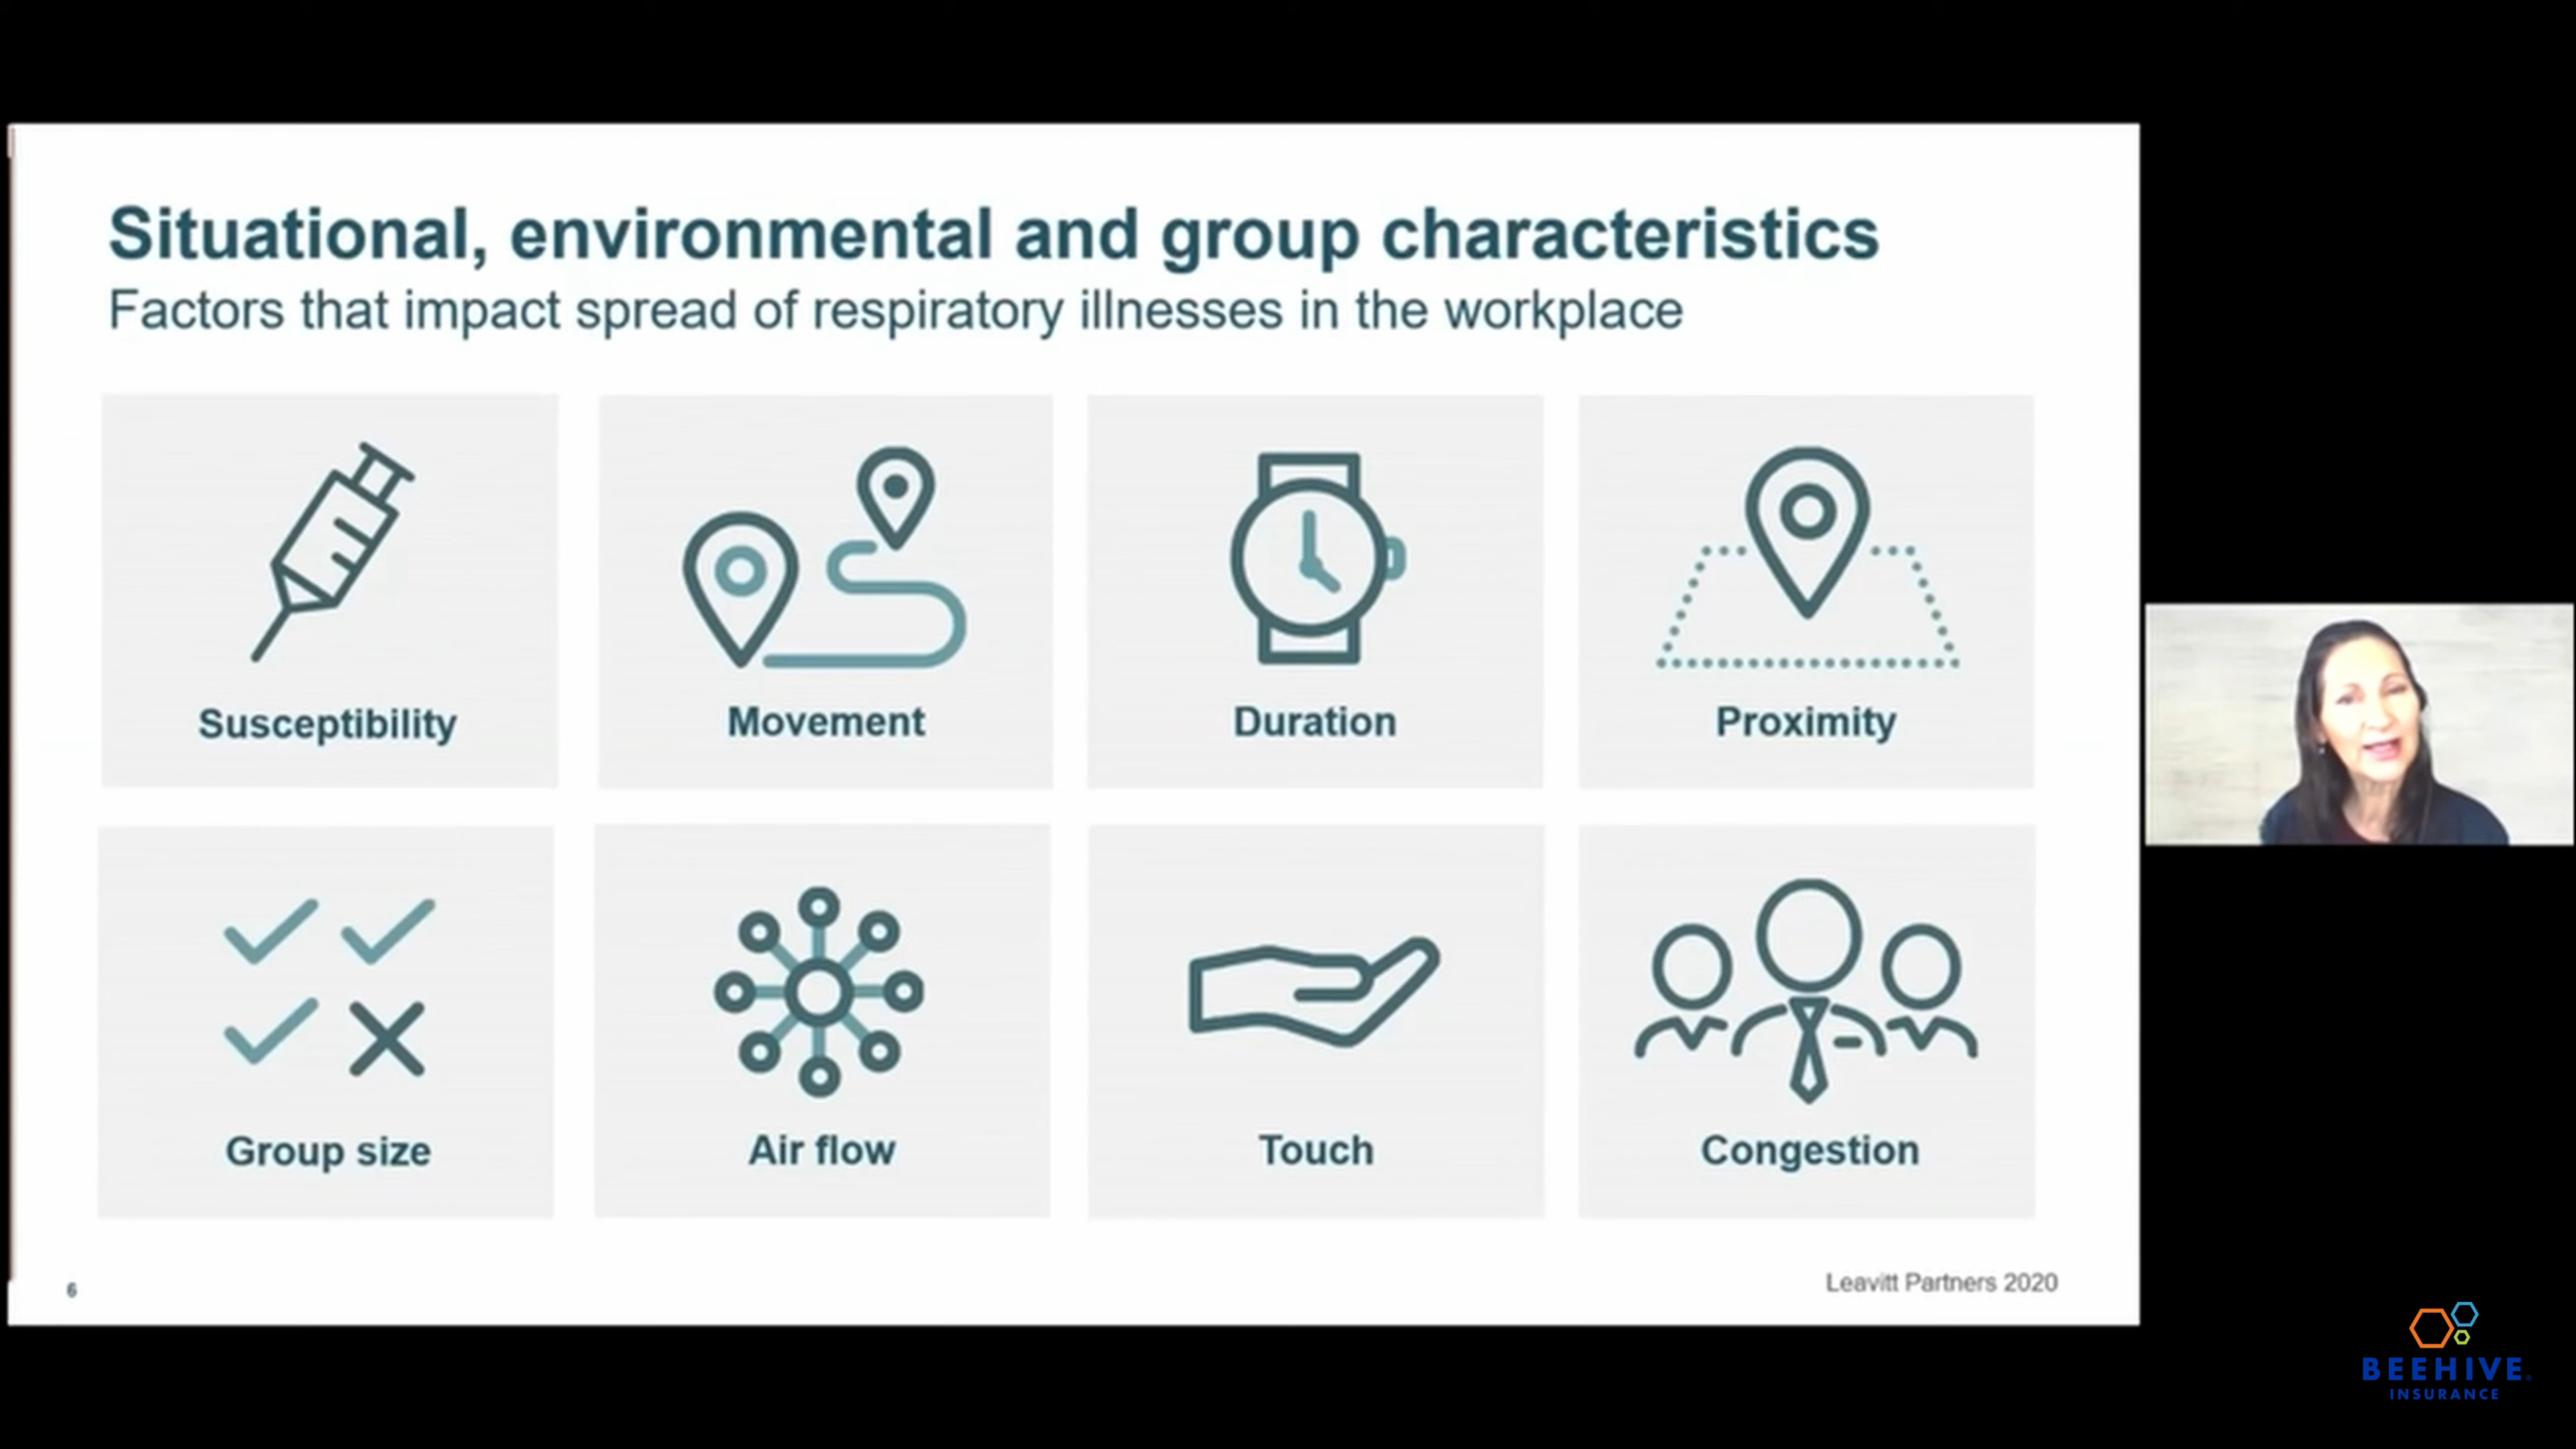 Situational, environmental and group characteristics
Factors that impact spread of respiratory illnesses in the workplace
Susceptibility
Movement
Duration
Proximity
Group size
Air flow
Touch
Congestion
6
Leavitt Partners 2020
BEEHIVE
INSURANCE